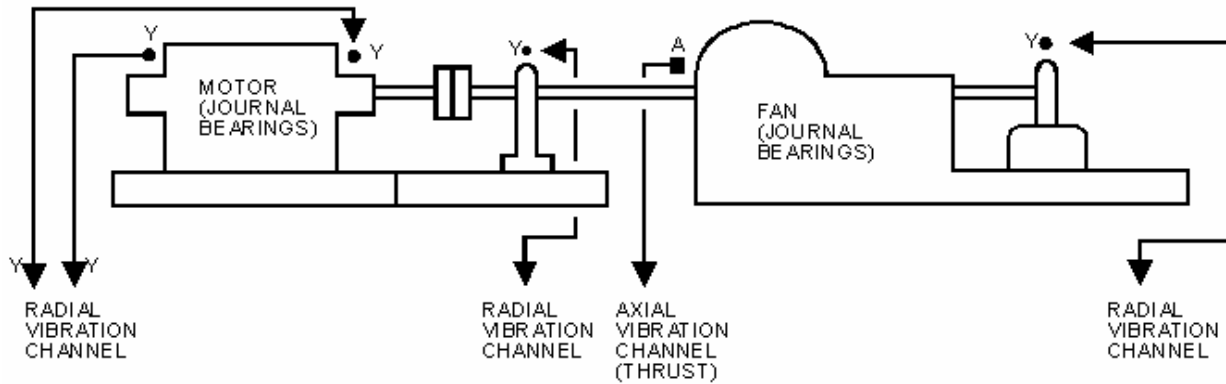 Y
Y
Y
A
Y
MOTOR
(JOURNAL
BEARINGS)
FAN
(JOURNAL
BEARINGS)
Y
Y
RADIAL
VIBRATION
CHANNEL
RADIAL
VIBRATION
CHANNEL
AXIAL
VIBRATION
CHANNEL
(THRUST)
RADIAL
VIBRATION
CHANNEL